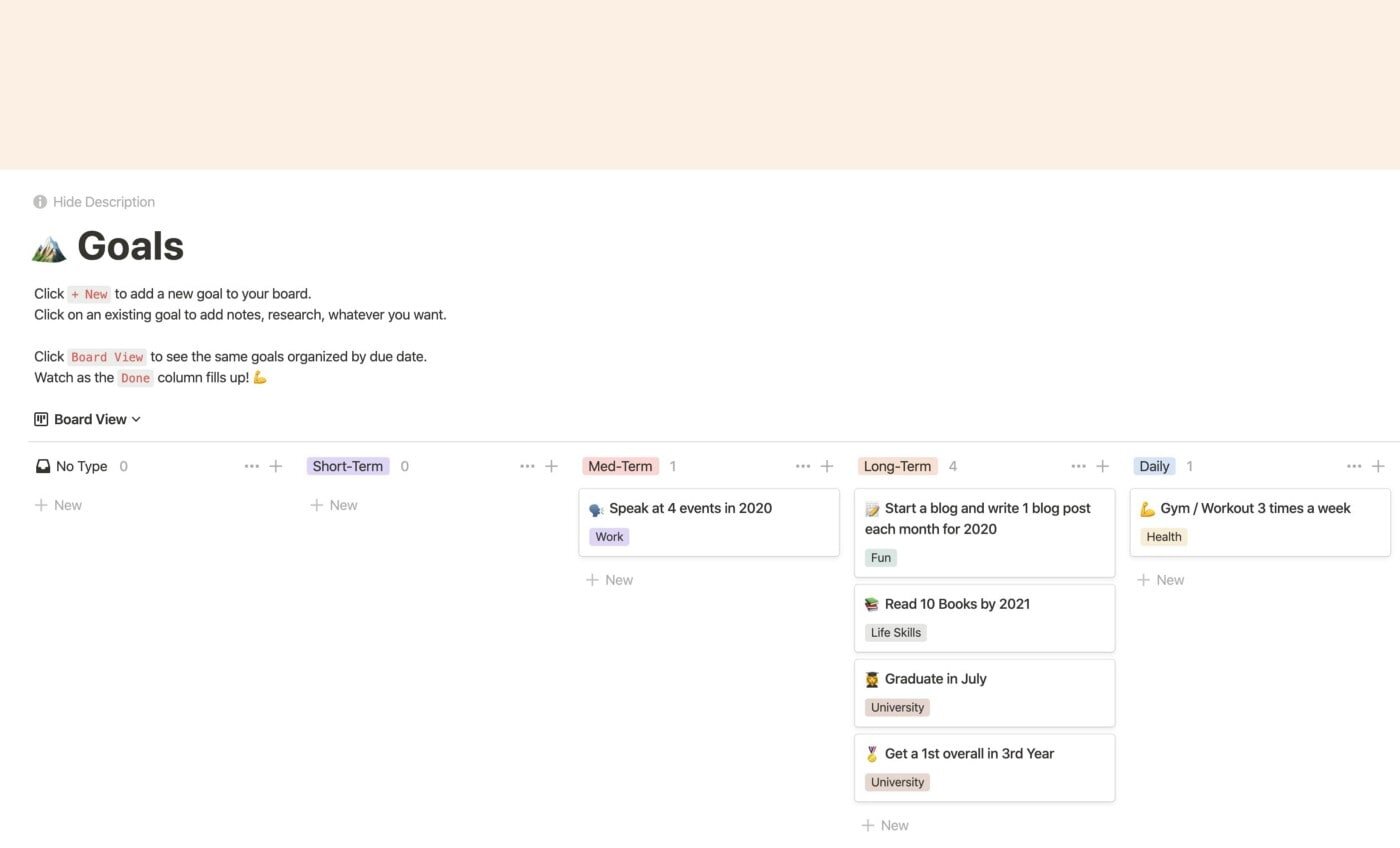 Hide Description
Goals
Click + New to add a new goal to your board.
Click on an existing goal to add notes, research, whatever you want.
Click Board View to see the same goals organized by due date.
Watch as the Done column fills up!
Board View
No Type 0
New
Short-Term 0
New
Med-Term 1
Speak at 4 events in 2020
Work
New
Long-Term 4
Start a blog and write 1 blog post
each month for 2020
Fun
Read 10 Books by 2021
Life Skills
Graduate in July
University
Get a 1st overall in 3rd Year
University
New
Daily 1
Gym / Workout 3 times a week
Health
New